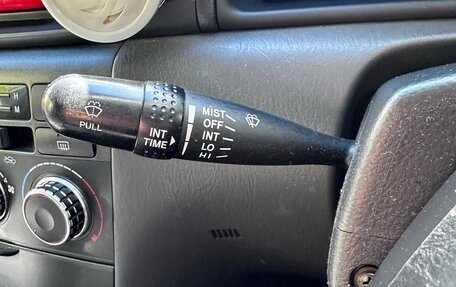 H
M
PULL
INT
TIME
MIST
OFF
INT
LO
HI